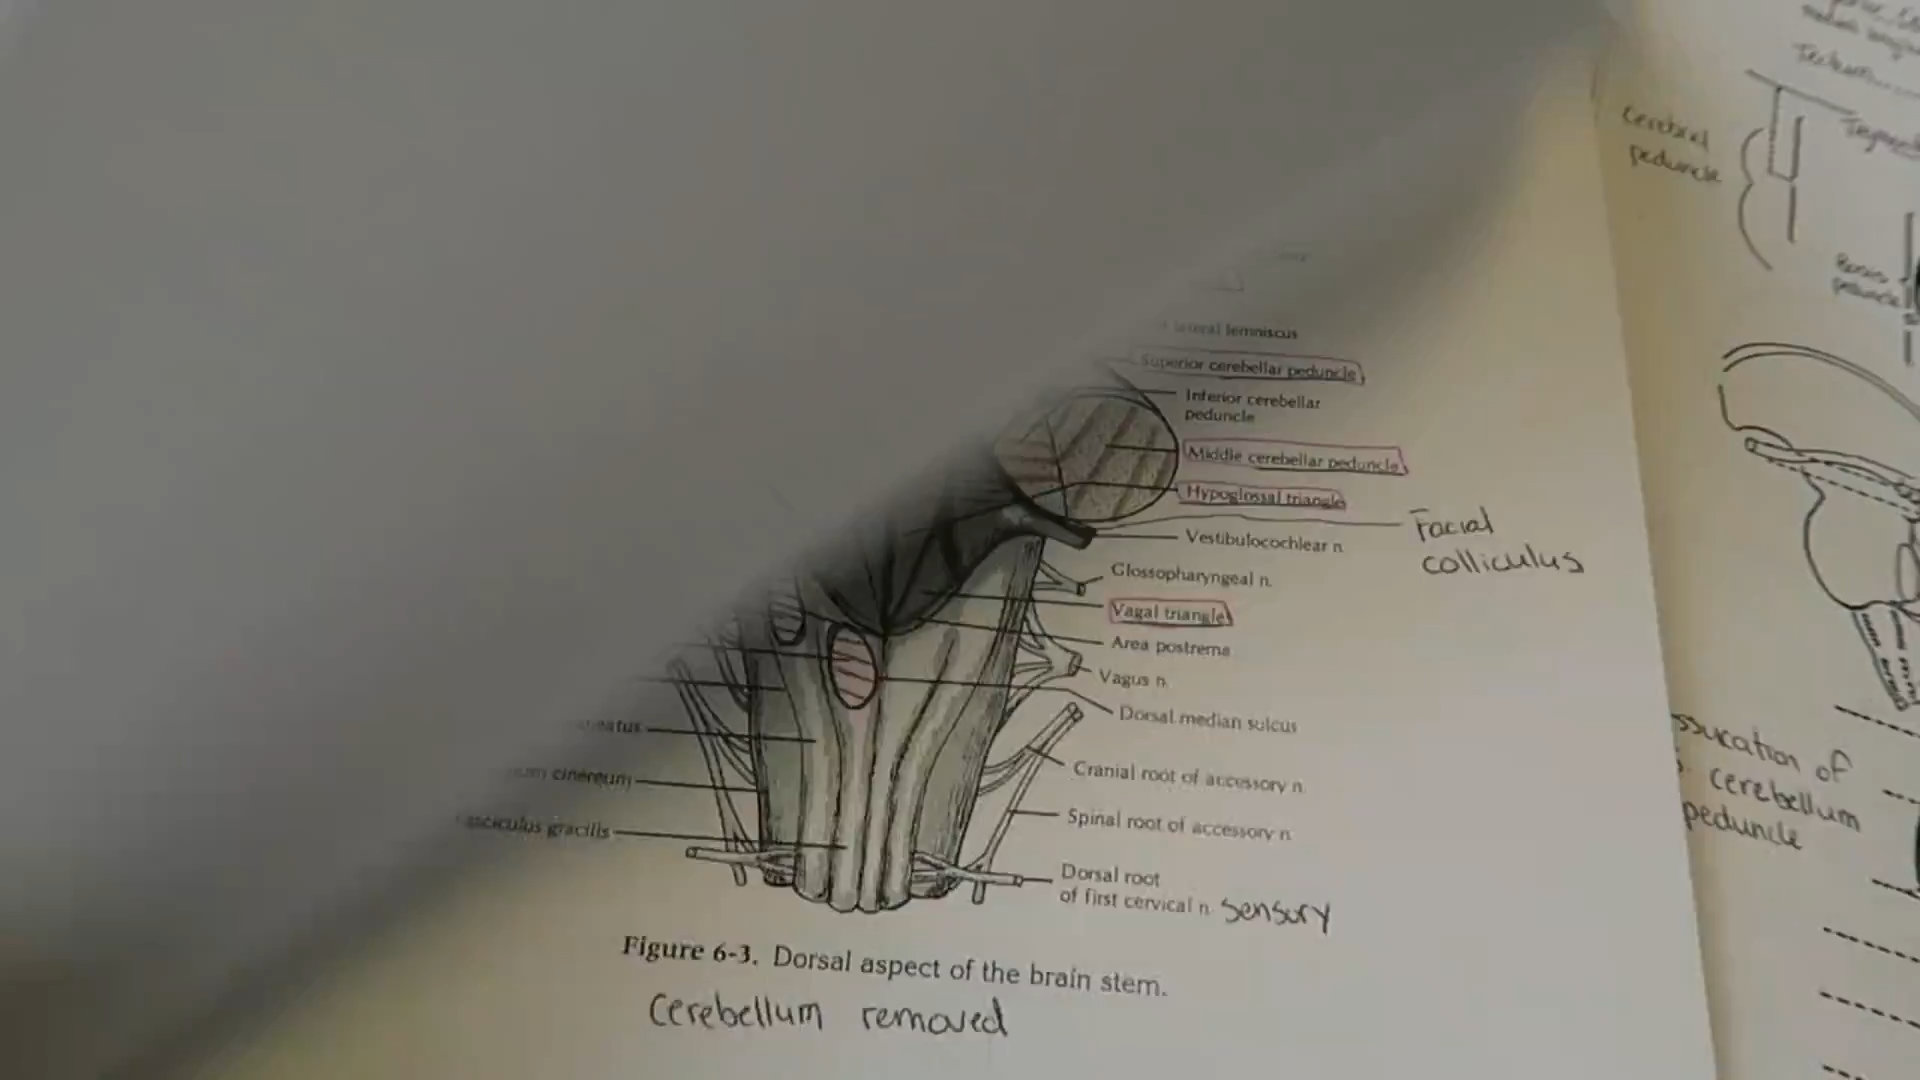 lateral lemniscus
Superior cerebellar peduncle
Inferior cerebellar
peduncle
Middle cerebellar peduncle
Hypoglossal triangle
Vestibulocochlear n.
Facial
colliculus
Glossopharyngeal n.
Vagal triangle
Area postrema
Vagus n.
Dorsal median sulcus
Cranial root of accessory n.
Spinal root of accessory n.
Dorsal root
of first cervical n. Sensory
cinereum
fasciculus gracilis
Figure 6-3. Dorsal aspect of the brain stem.
Cerebellum removed
Cerebral
peduncle
of
cerebellum
peduncle